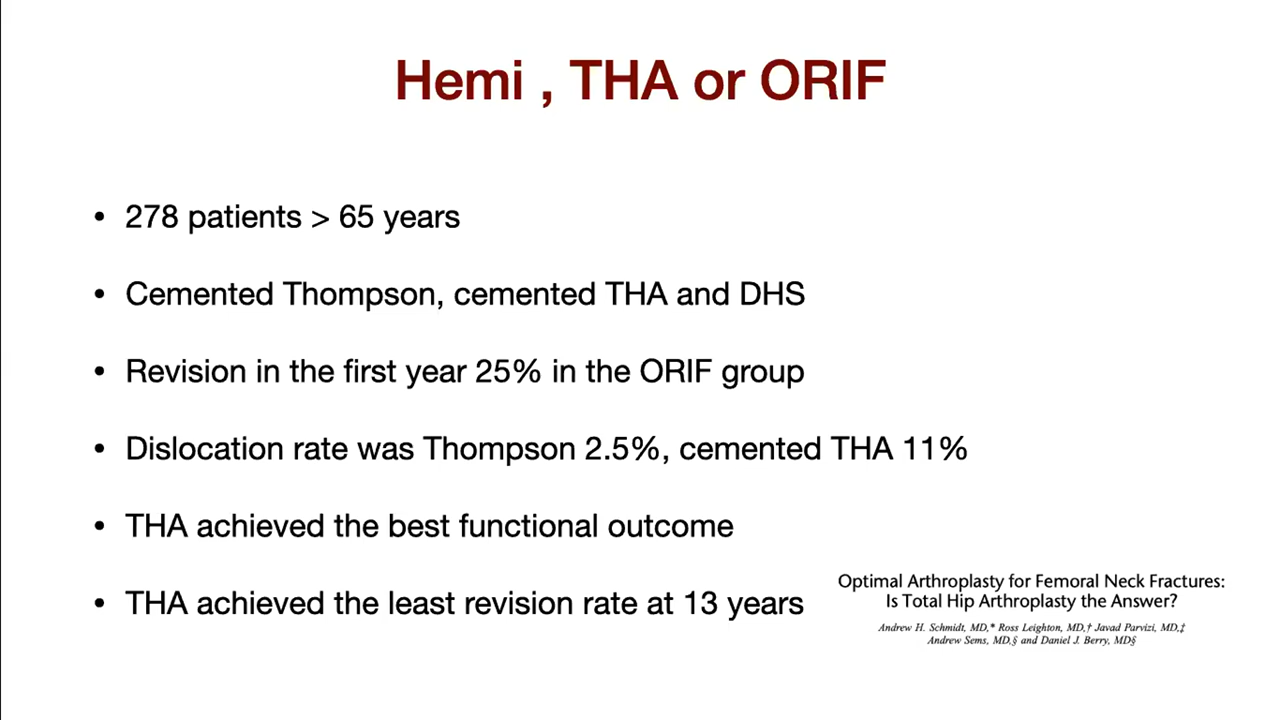 Hemi , THA or ORIF
• 278 patients > 65 years
• Cemented Thompson, cemented THA and DHS
• Revision in the first year 25% in the ORIF group
• Dislocation rate was Thompson 2.5%, cemented THA 11%
• THA achieved the best functional outcome
• THA achieved the least revision rate at 13 years
Optimal Arthroplasty for Femoral Neck Fractures:
Is Total Hip Arthroplasty the Answer?
Andrew H. Schmidt, MD,* Ross Leighton, MD,† Javad Parvizi, MD,‡
Andrew Sems, MD,§ and Daniel J. Berry, MD§